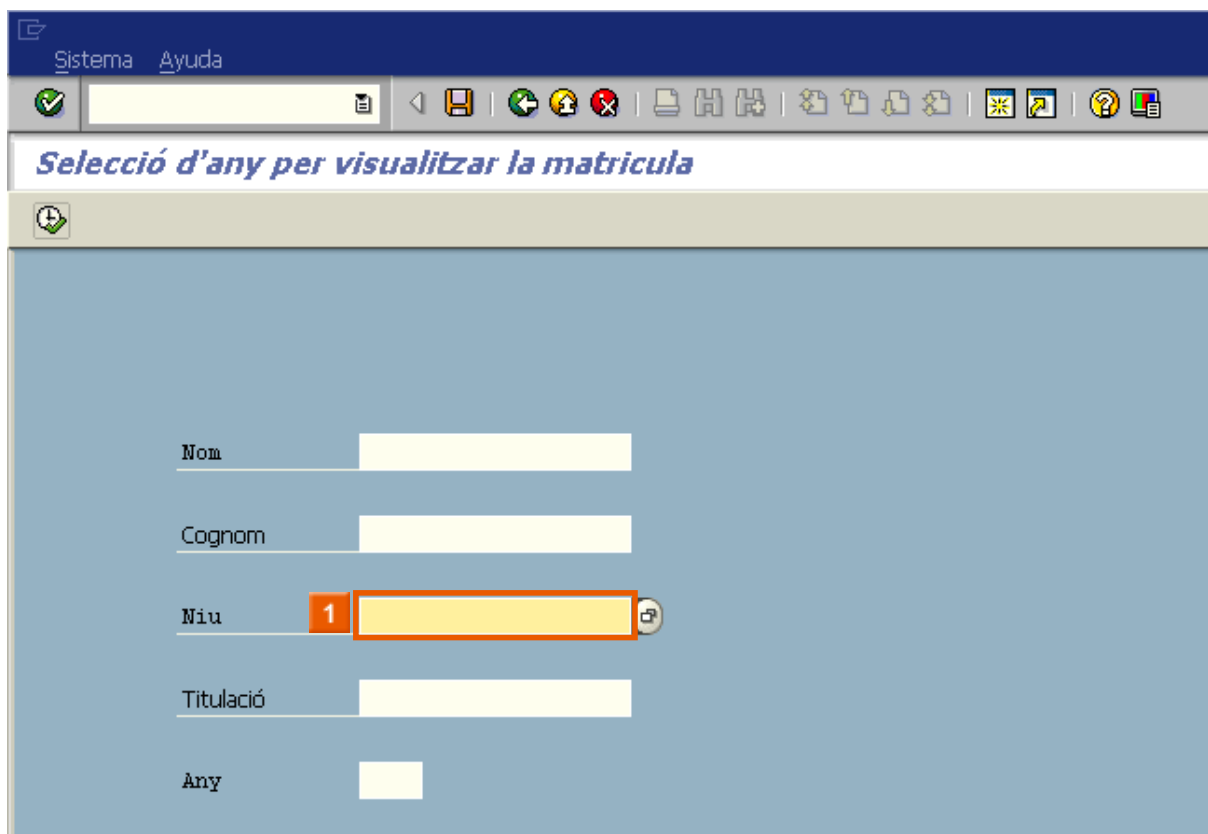 Sistema Ayuda
Selecció d'any per visualitzar la matricula
Nom
Cognom
Niu 1
Titulació
Any